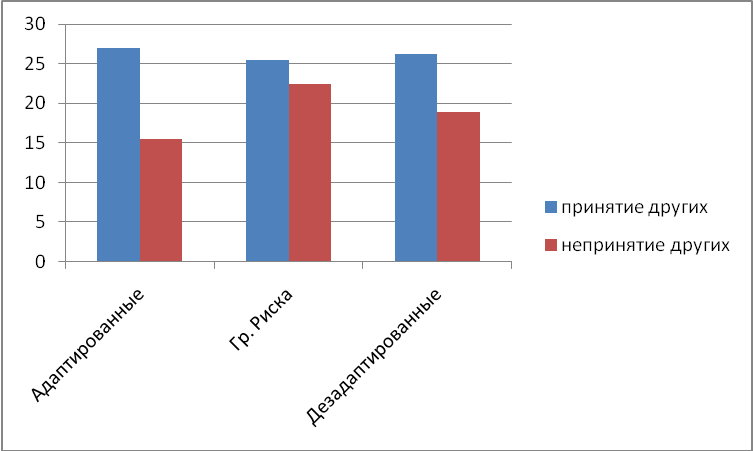 30
25
20
15
10
5
0
Адаптированные
Гр. Риска
Дезадаптированные
принятие других
непринятие других